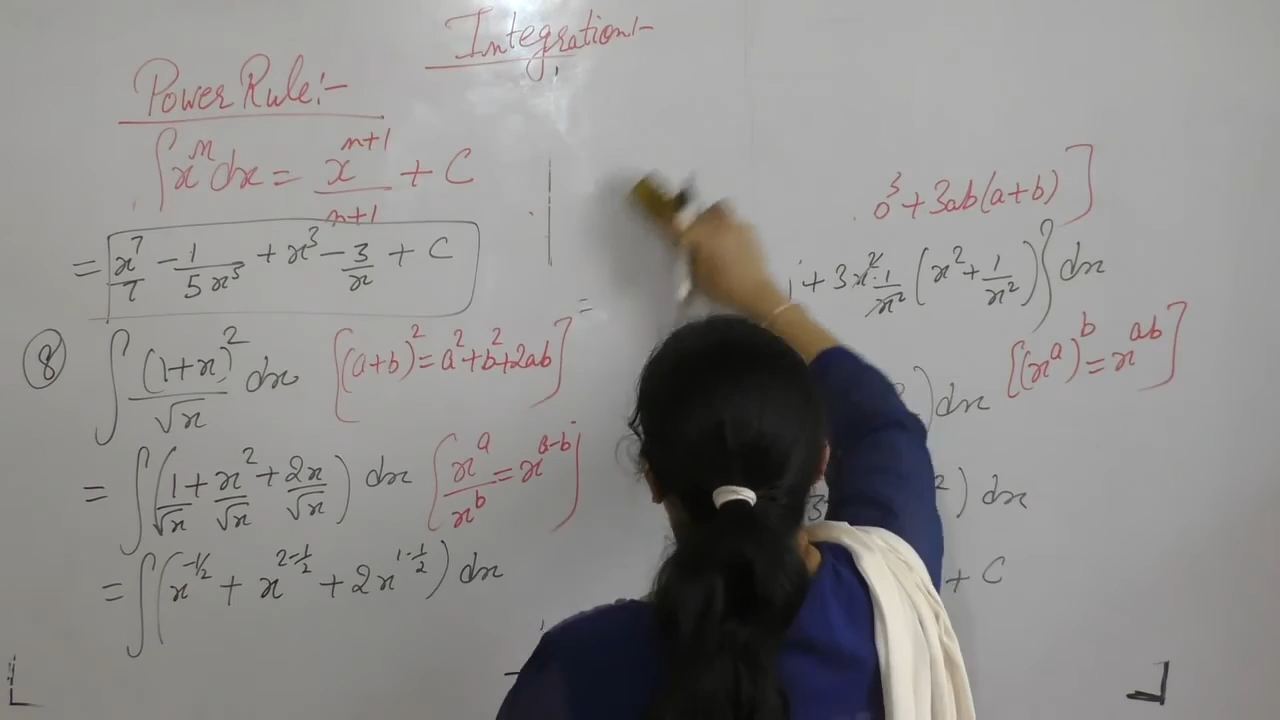 Integration:-
Power Rule:-
∫xⁿ dx = xⁿ⁺¹/n+1 + C
= x⁷/7 - 1/5x⁵ + x³ - 3/x + C
⑧ ∫ (1+x)²/√x dx [(a+b)² = a²+b²+2ab]
= ∫(1/√x + x²/√x + 2x/√x) dx [xᵃ/xᵇ = xᵃ⁻ᵇ]
= ∫(x^-1/2 + x^2-1/2 + 2x^1-1/2) dx
=
³ + 3ab(a+b)]
+ 3x²·1/x² (x² + 1/x²)} dx
) dx [(xᵃ)ᵇ = xᵃᵇ]
²) dx
+ C